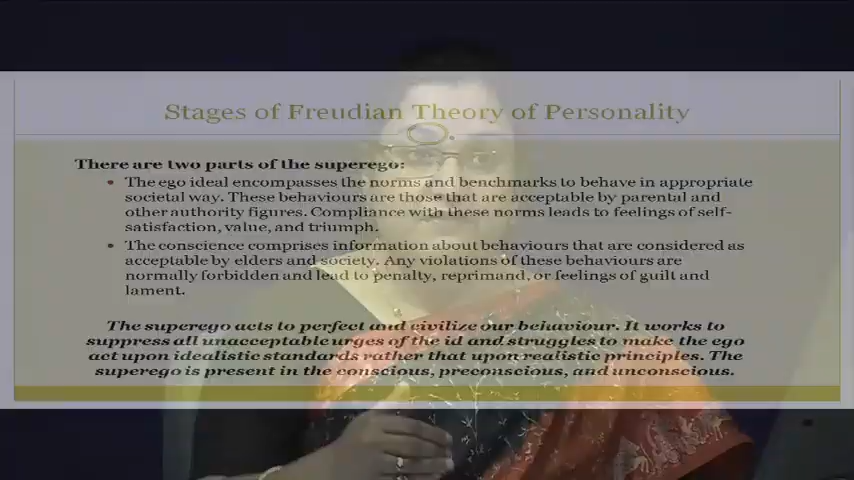 Stages of Freudian Theory of Personality
There are two parts of the superego:
The ego ideal encompasses the norms and benchmarks to behave in appropriate
societal way. These behaviours are those that are acceptable by parental and
other authority figures. Compliance with these norms leads to feelings of self-
satisfaction, value, and triumph.
The conscience comprises information about behaviours that are considered as
acceptable by elders and society. Any violations of these behaviours are
normally forbidden and lead to penalty, reprimand, or feelings of guilt and
lament.
The superego acts to perfect and civilize our behaviour. It works to
suppress all unacceptable urges of the id and struggles to make the ego
act upon idealistic standards rather that upon realistic principles. The
superego is present in the conscious, preconscious, and unconscious.